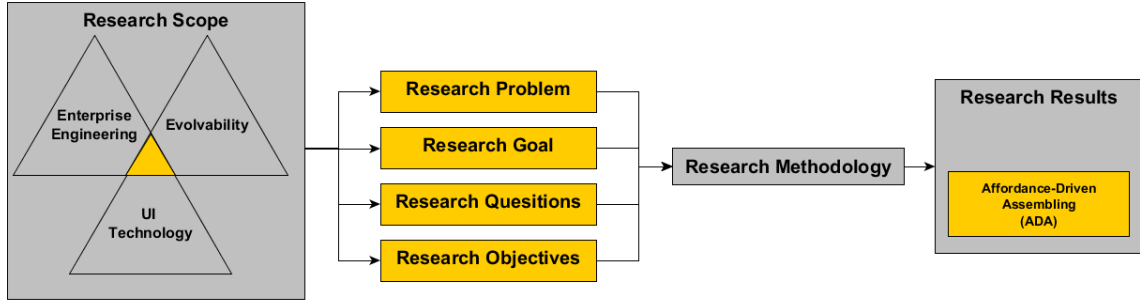 Research Scope
Enterprise
Engineering
Evolvability
UI
Technology
Research Problem
Research Goal
Research Quesitions
Research Objectives
Research Methodology
Research Results
Affordance-Driven
Assembling
(ADA)